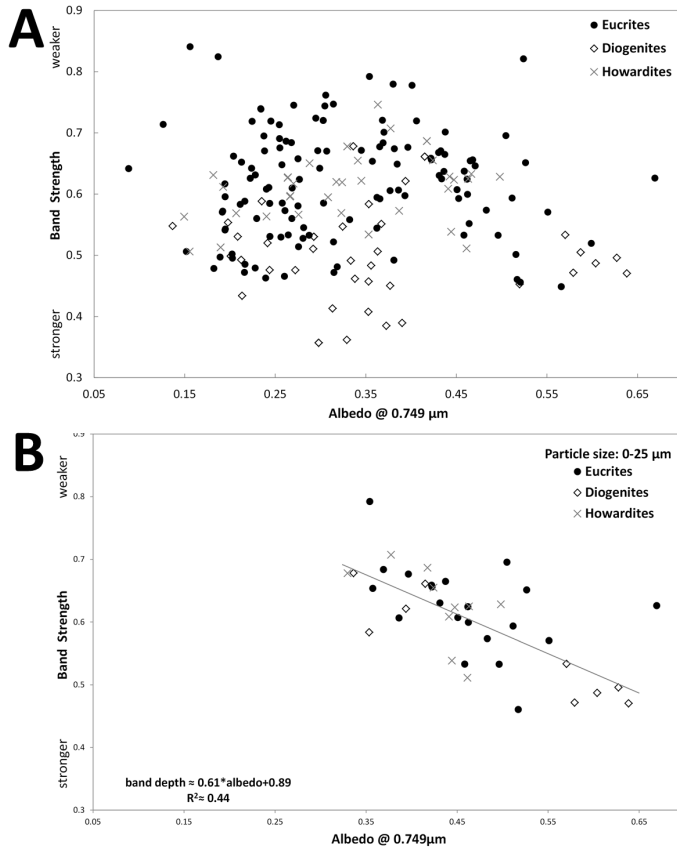 A
0.9
0.8
0.7
0.6
0.5
0.4
0.3
weaker
Band Strength
stronger
Eucrites
Diogenites
Howardites
0.05
0.15
0.25
0.35
0.45
0.55
0.65
Albedo @ 0.749 µm
B
0.9
0.8
0.7
0.6
0.5
0.4
0.3
weaker
Band Strength
stronger
Particle size: 0-25 µm
Eucrites
Diogenites
Howardites
band depth ≈ 0.61*albedo+0.89
R²≈ 0.44
0.05
0.15
0.25
0.35
0.45
0.55
0.65
Albedo @ 0.749µm